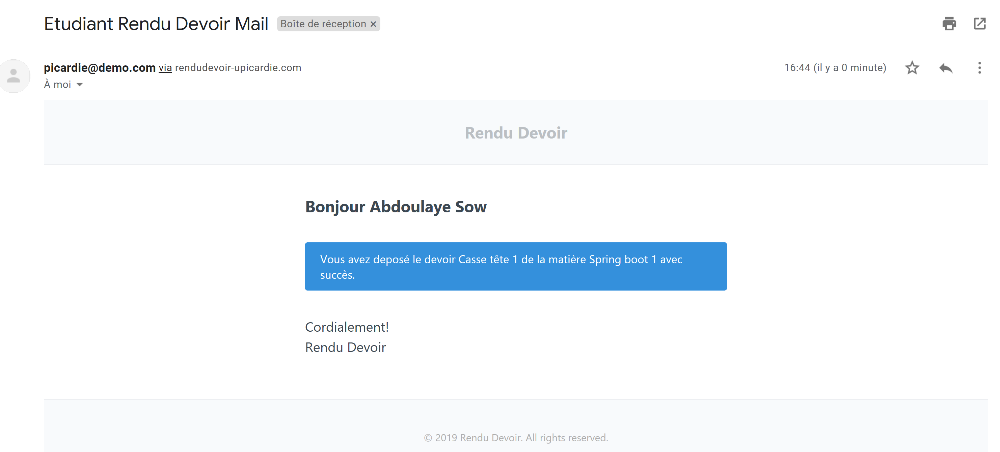 Etudiant Rendu Devoir Mail Boîte de réception ×
picardie@demo.com via rendudevoir-upicardie.com 16:44 (il y a 0 minute)
À moi
Rendu Devoir
Bonjour Abdoulaye Sow
Vous avez deposé le devoir Casse tête 1 de la matière Spring boot 1 avec
succès.
Cordialement!
Rendu Devoir
© 2019 Rendu Devoir. All rights reserved.